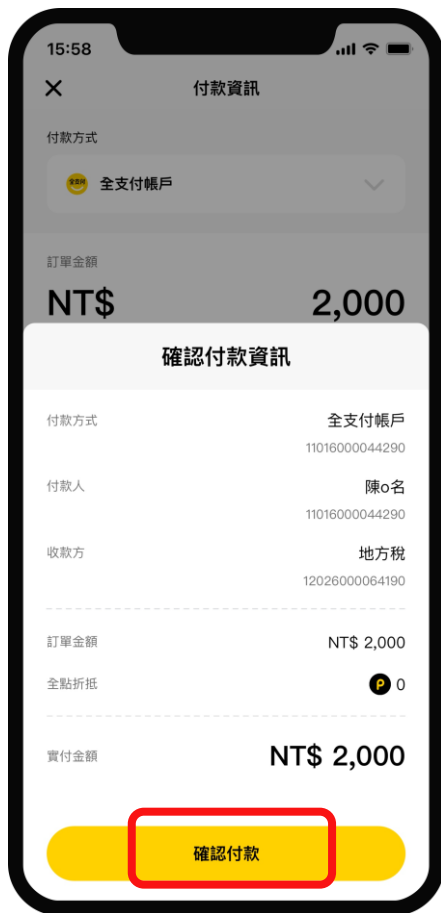 15:58
付款資訊
付款方式
全支付 全支付帳戶
訂單金額
NT$ 2,000
確認付款資訊
付款方式 全支付帳戶
11016000044290
付款人 陳o名
11016000044290
收款方 地方稅
12026000064190
訂單金額 NT$ 2,000
全點折抵 P 0
實付金額 NT$ 2,000
確認付款